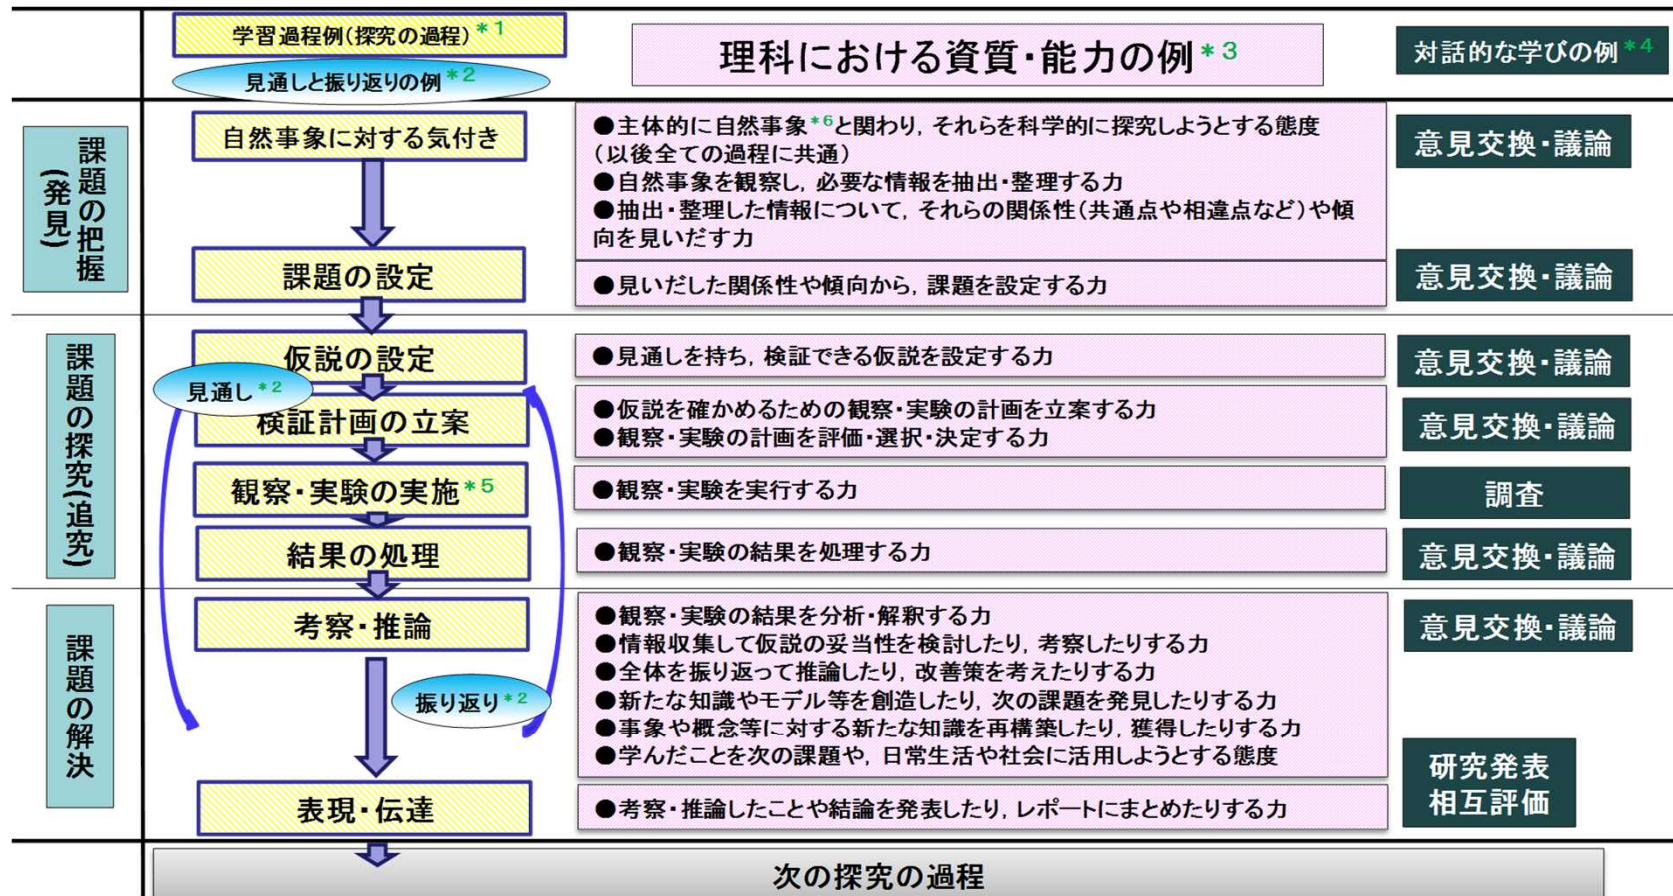 学習過程例(探究の過程)*1
見通しと振り返りの例*2
理科における資質・能力の例*3
対話的な学びの例*4
課題の把握
(発見)
自然事象に対する気付き
●主体的に自然事象*6と関わり, それらを科学的に探究しようとする態度
(以後全ての過程に共通)
●自然事象を観察し, 必要な情報を抽出・整理する力
●抽出・整理した情報について, それらの関係性(共通点や相違点など)や傾
向を見いだす力
意見交換・議論
課題の設定
●見いだした関係性や傾向から, 課題を設定する力
意見交換・議論
課題の探究(追究)
仮説の設定
●見通しを持ち, 検証できる仮説を設定する力
意見交換・議論
見通し*2
検証計画の立案
●仮説を確かめるための観察・実験の計画を立案する力
●観察・実験の計画を評価・選択・決定する力
意見交換・議論
観察・実験の実施*5
●観察・実験を実行する力
調査
結果の処理
●観察・実験の結果を処理する力
意見交換・議論
課題の解決
考察・推論
●観察・実験の結果を分析・解釈する力
●情報収集して仮説の妥当性を検討したり, 考察したりする力
●全体を振り返って推論したり, 改善策を考えたりする力
●新たな知識やモデル等を創造したり, 次の課題を発見したりする力
●事象や概念等に対する新たな知識を再構築したり, 獲得したりする力
●学んだことを次の課題や, 日常生活や社会に活用しようとする態度
意見交換・議論
振り返り*2
研究発表
相互評価
表現・伝達
●考察・推論したことや結論を発表したり, レポートにまとめたりする力
次の探究の過程